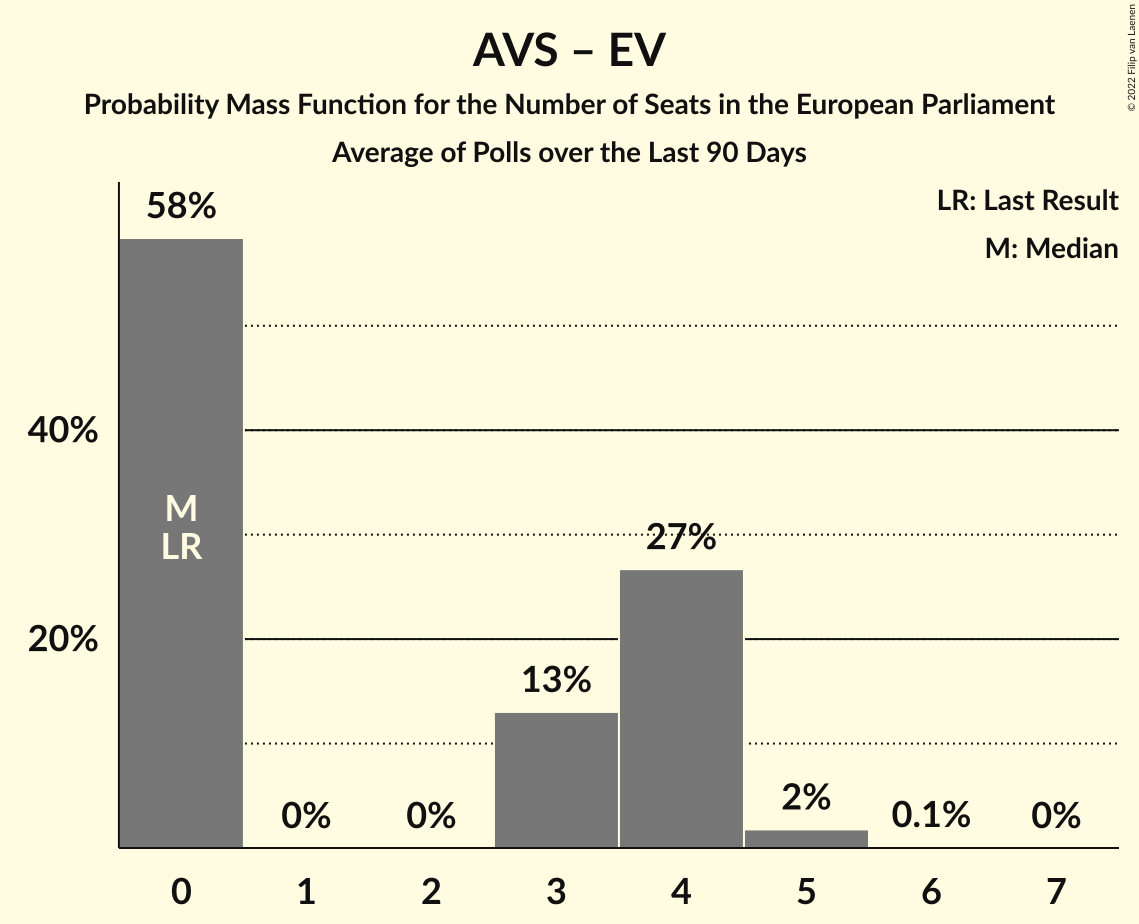 AVS – EV
Probability Mass Function for the Number of Seats in the European Parliament
Average of Polls over the Last 90 Days
© 2022 Filip van Laenen
LR: Last Result
M: Median
58%
40%
M
LR
27%
20%
13%
0%
0%
2%
0.1%
0%
0 1 2 3 4 5 6 7